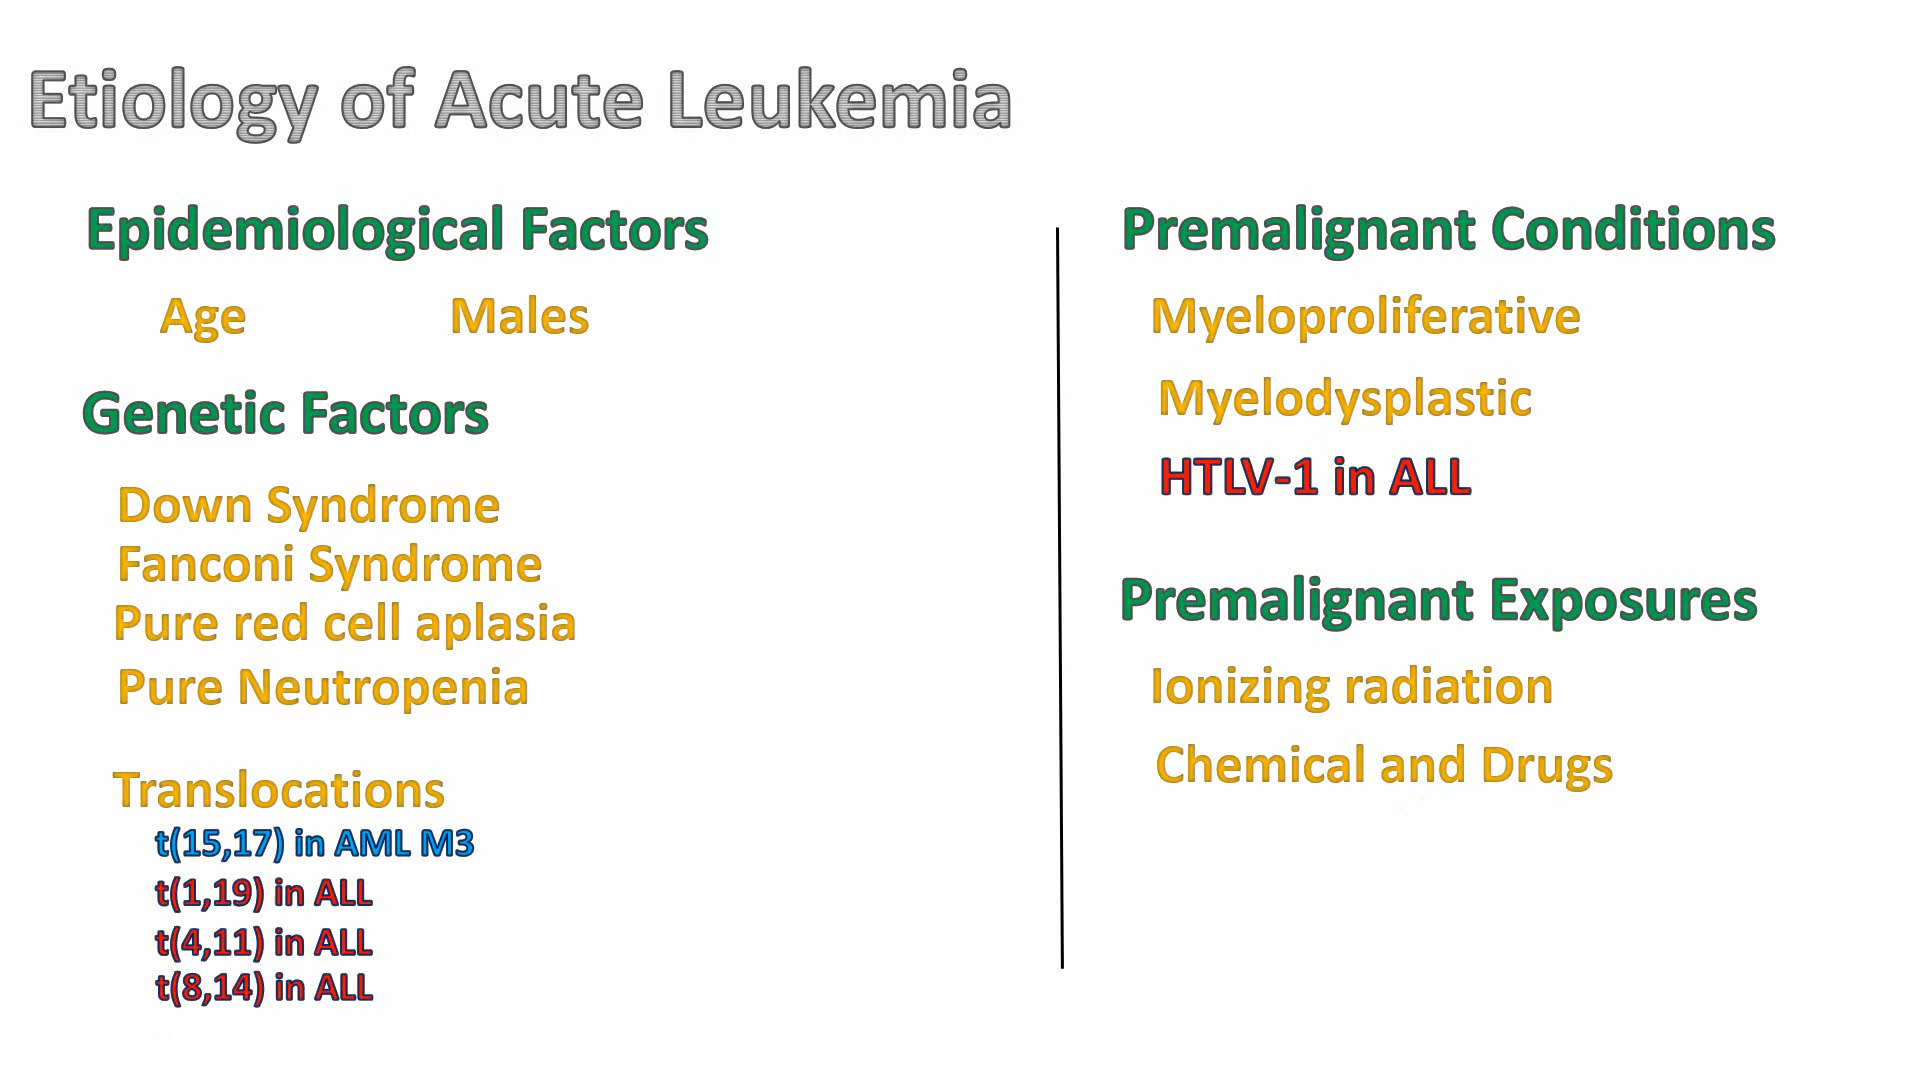 Etiology of Acute Leukemia
Epidemiological Factors
Age Males
Genetic Factors
Down Syndrome
Fanconi Syndrome
Pure red cell aplasia
Pure Neutropenia
Translocations
t(15,17) in AML M3
t(1,19) in ALL
t(4,11) in ALL
t(8,14) in ALL
Premalignant Conditions
Myeloproliferative
Myelodysplastic
HTLV-1 in ALL
Premalignant Exposures
Ionizing radiation
Chemical and Drugs